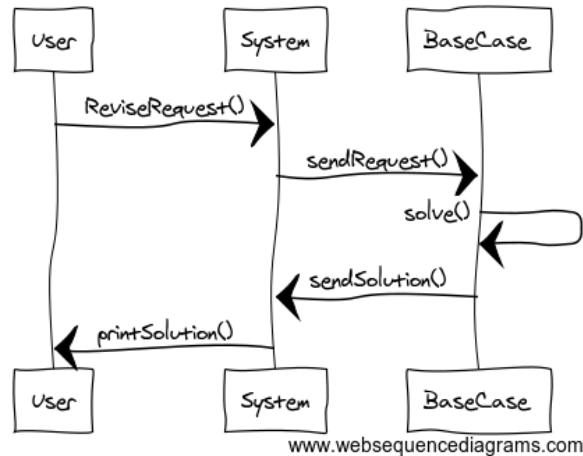 User
System
BaseCase
ReviseRequest()
sendRequest()
solve()
sendSolution()
printSolution()
User
System
BaseCase
www.websequencediagrams.com